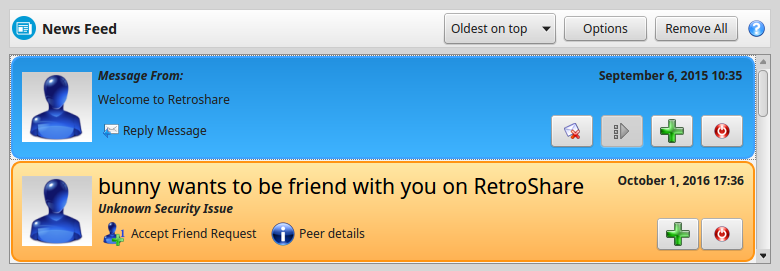 News Feed
Oldest on top
Options
Remove All
Message From:
September 6, 2015 10:35
Welcome to Retroshare
Reply Message
bunny wants to be friend with you on RetroShare
October 1, 2016 17:36
Unknown Security Issue
Accept Friend Request
Peer details